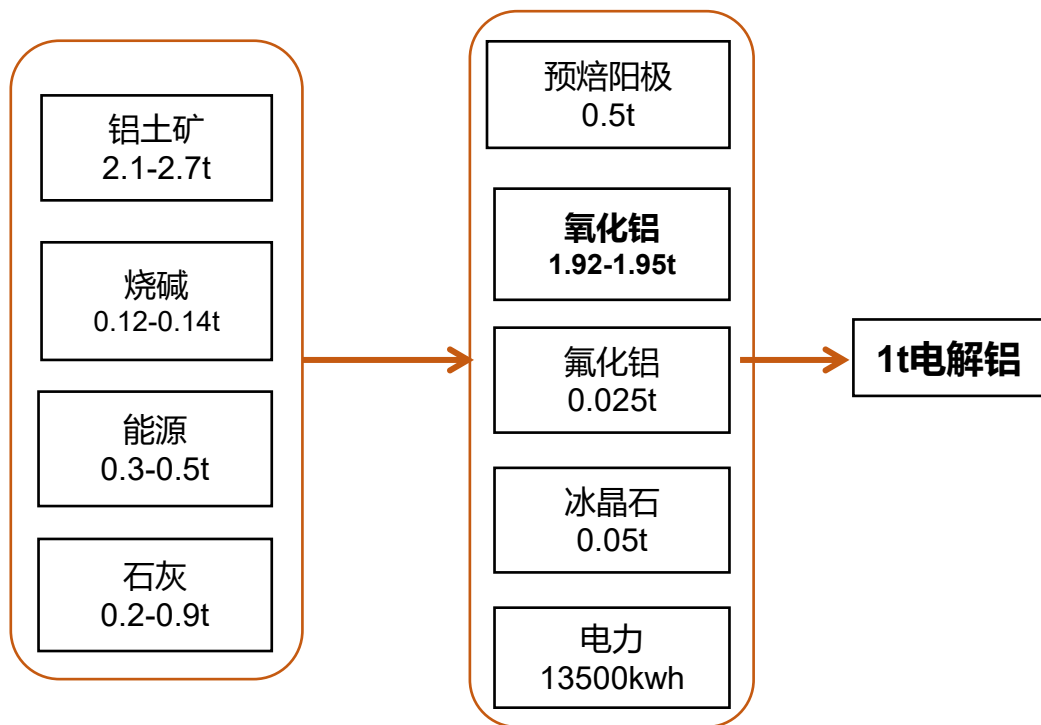 铝土矿
2.1-2.7t
烧碱
0.12-0.14t
能源
0.3-0.5t
石灰
0.2-0.9t
预焙阳极
0.5t
氧化铝
1.92-1.95t
氟化铝
0.025t
冰晶石
0.05t
电力
13500kwh
1t电解铝